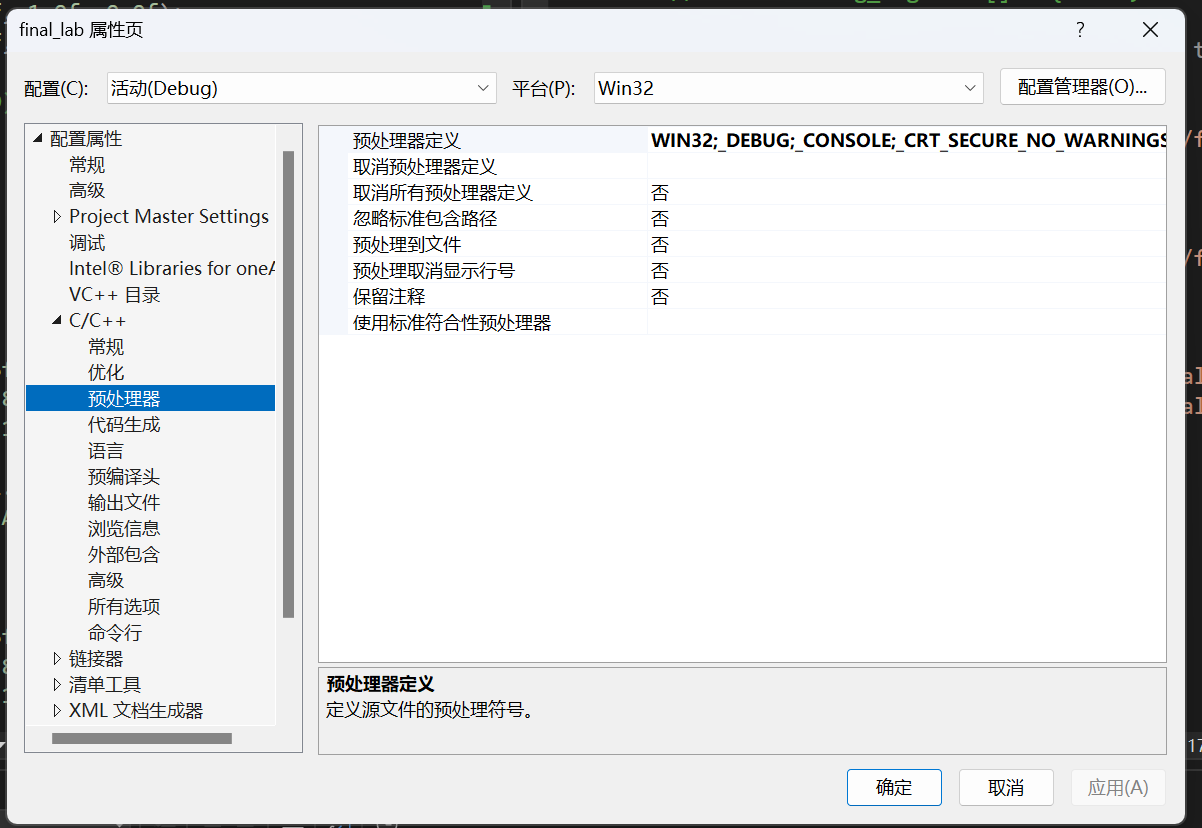 final_lab 属性页
?
配置(C): 活动(Debug) 平台(P): Win32 配置管理器(O)...
配置属性
常规
高级
Project Master Settings
调试
Intel® Libraries for oneA
VC++ 目录
C/C++
常规
优化
预处理器
代码生成
语言
预编译头
输出文件
浏览信息
外部包含
高级
所有选项
命令行
链接器
清单工具
XML 文档生成器
预处理器定义 WIN32;_DEBUG;_CONSOLE;_CRT_SECURE_NO_WARNINGS
取消预处理器定义
取消所有预处理器定义 否
忽略标准包含路径 否
预处理到文件 否
预处理取消显示行号 否
保留注释 否
使用标准符合性预处理器
预处理器定义
定义源文件的预处理符号。
确定 取消 应用(A)